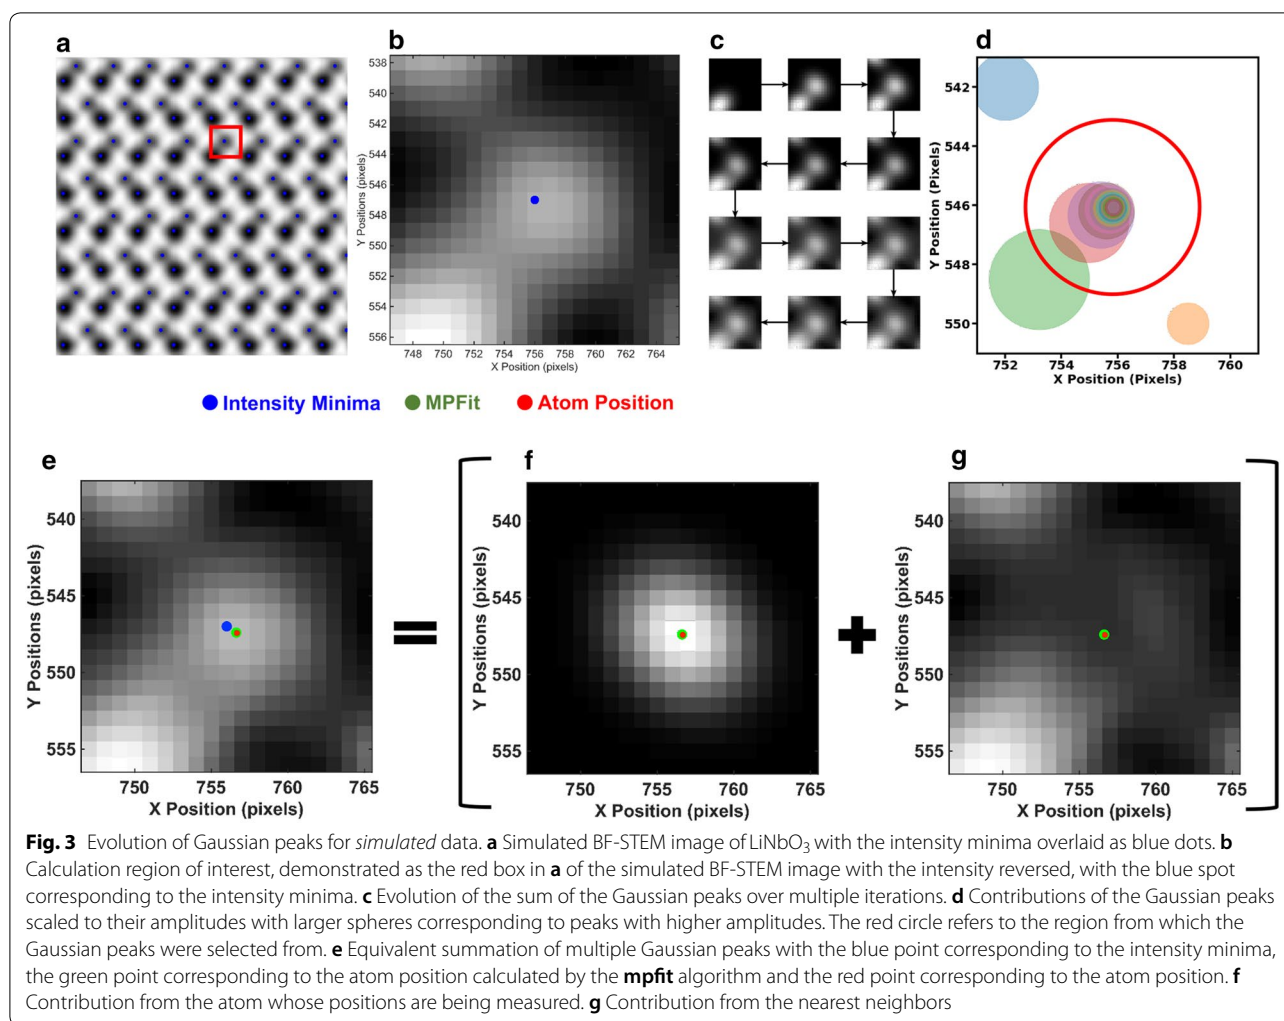 a
b
c
d
538
540
542
544
546
548
550
552
554
556
Y Positions (pixels)
748 750 752 754 756 758 760 762 764
X Position (pixels)
542
544
546
548
550
Y Position (Pixels)
752 754 756 758 760
X Position (Pixels)
Intensity Minima MPFit Atom Position
e
f
g
540
545
550
555
Y Positions (pixels)
750 755 760 765
X Position (pixels)
=
540
545
550
555
Y Positions (pixels)
750 755 760 765
X Position (pixels)
+
540
545
550
555
Y Positions (pixels)
750 755 760 765
X Position (pixels)
Fig. 3 Evolution of Gaussian peaks for simulated data. a Simulated BF-STEM image of LiNbO₃ with the intensity minima overlaid as blue dots. b
Calculation region of interest, demonstrated as the red box in a of the simulated BF-STEM image with the intensity reversed, with the blue spot
corresponding to the intensity minima. c Evolution of the sum of the Gaussian peaks over multiple iterations. d Contributions of the Gaussian peaks
scaled to their amplitudes with larger spheres corresponding to peaks with higher amplitudes. The red circle refers to the region from which the
Gaussian peaks were selected from. e Equivalent summation of multiple Gaussian peaks with the blue point corresponding to the intensity minima,
the green point corresponding to the atom position calculated by the mpfit algorithm and the red point corresponding to the atom position. f
Contribution from the atom whose positions are being measured. g Contribution from the nearest neighbors